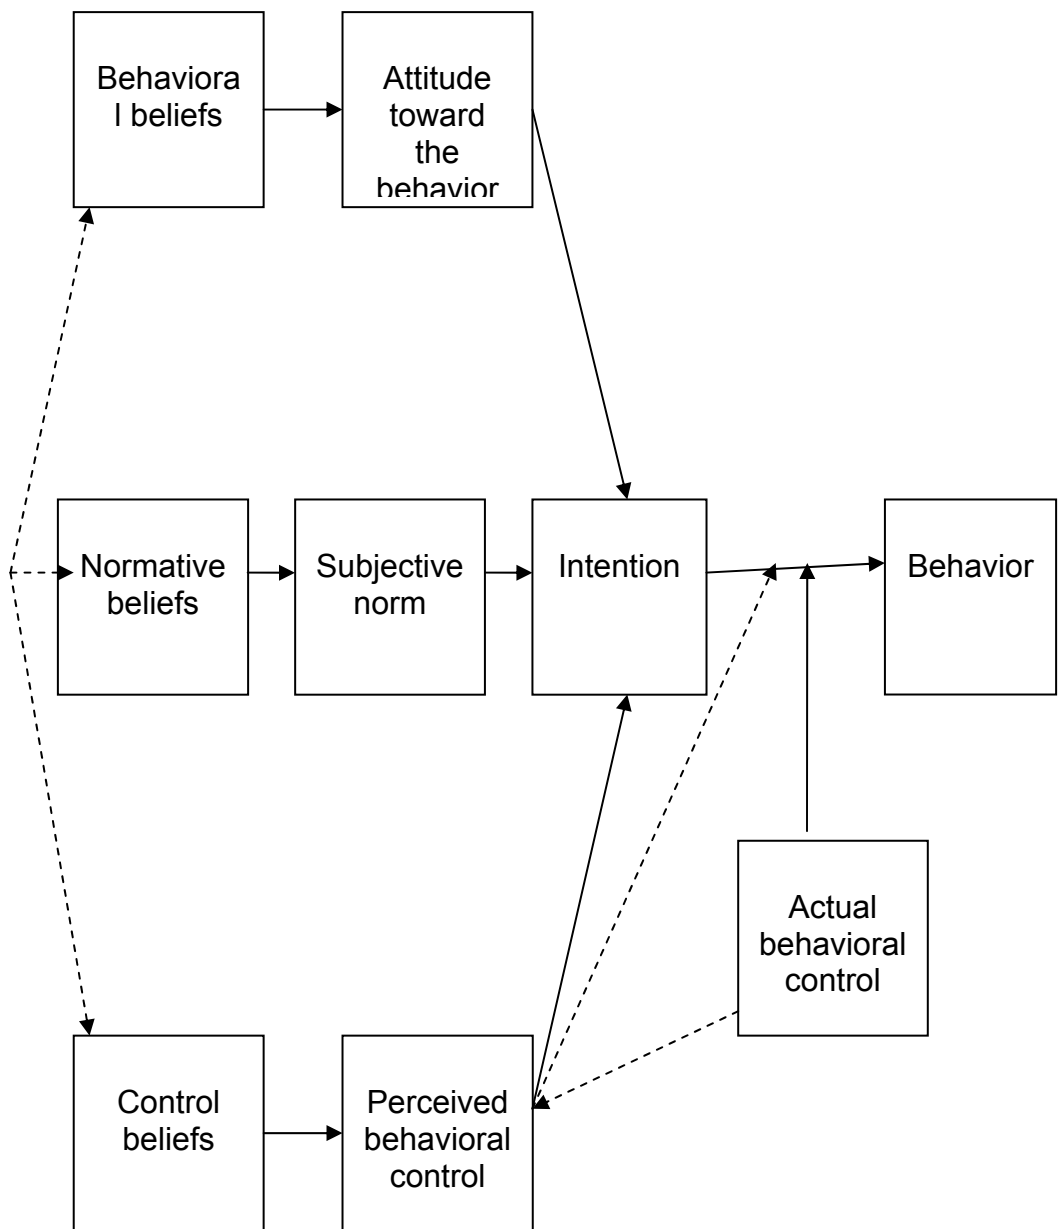 Behaviora
l beliefs
Attitude
toward
the
behavior
Normative
beliefs
Subjective
norm
Intention
Behavior
Actual
behavioral
control
Control
beliefs
Perceived
behavioral
control